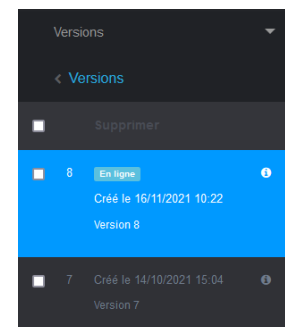 Versions
Versions
Supprimer
8 En ligne
Créé le 16/11/2021 10:22
Version 8
7 Créé le 14/10/2021 15:04
Version 7